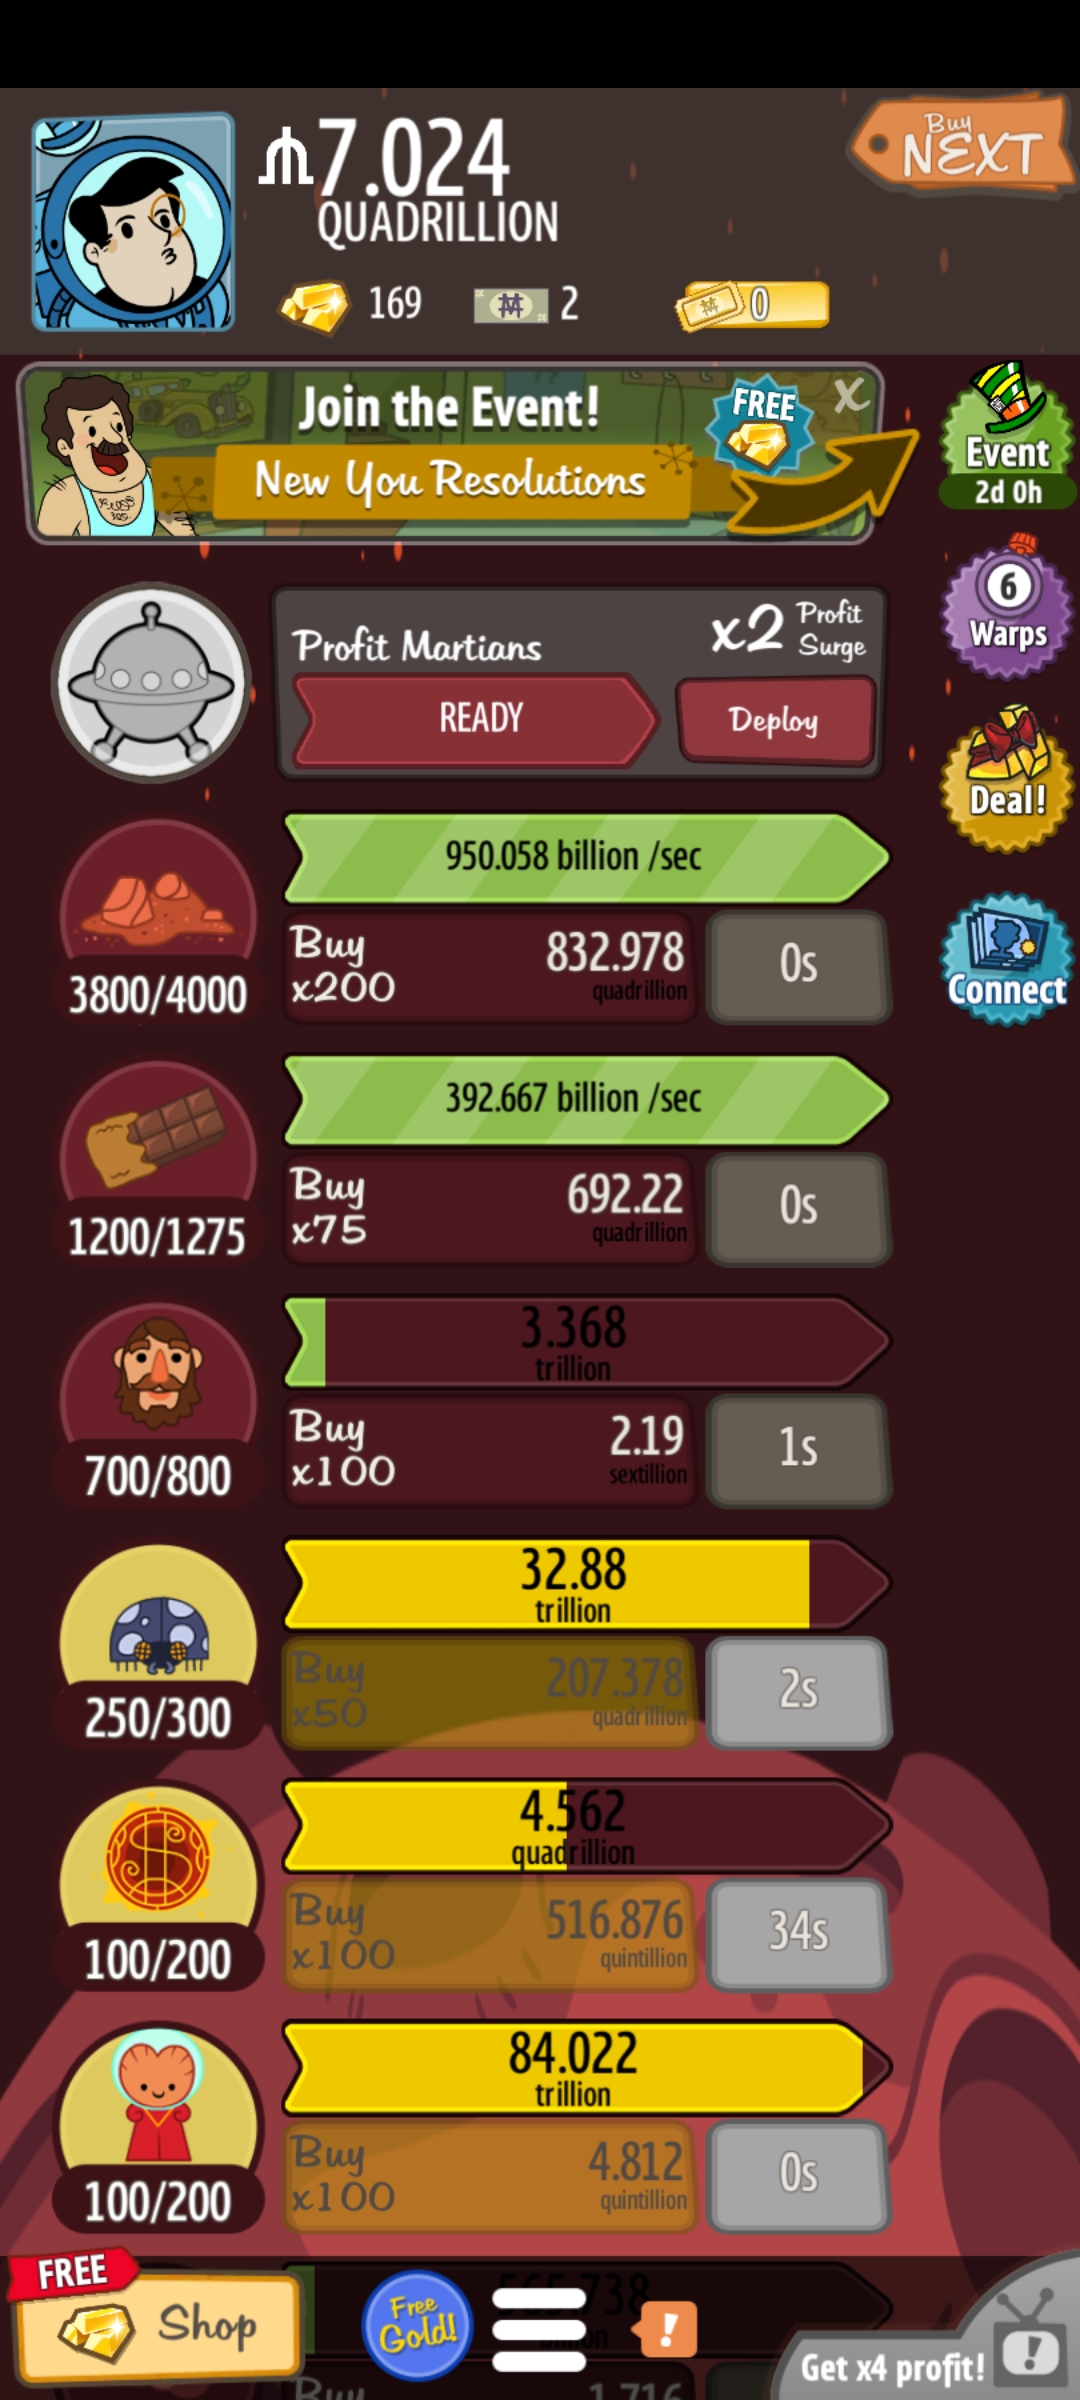 7.024
QUADRILLION
Buy
NEXT
169
2
0
Join the Event!
FREE
X
New You Resolutions
Event
2d 0h
6
Warps
Profit Martians
x2 Profit
Surge
READY
Deploy
Deal!
950.058 billion /sec
Buy
x200
832.978
quadrillion
0s
3800/4000
Connect
392.667 billion /sec
Buy
x75
692.22
quadrillion
0s
1200/1275
3.368
trillion
Buy
x100
2.19
sextillion
1s
700/800
32.88
trillion
Buy
x50
207.378
quadrillion
2s
250/300
4.562
quadrillion
Buy
x100
516.876
quintillion
34s
100/200
84.022
trillion
Buy
x100
4.812
quintillion
0s
100/200
FREE
Shop
Free
Gold!
!
Get x4 profit!
!
Buy
1.716